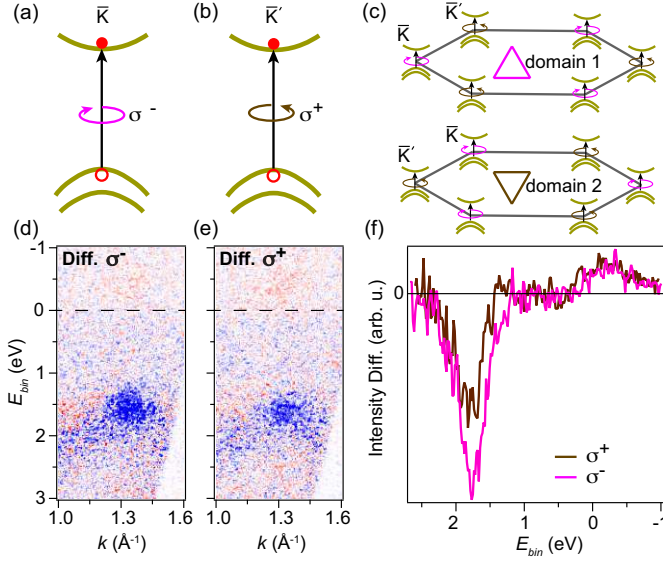 (a)
K̅
σ⁻
(b)
K̅′
σ⁺
(c)
K̅′
K̅
domain 1
K̅
K̅′
domain 2
(d)
Diff. σ⁻
(e)
Diff. σ⁺
-1
0
1
2
3
E_bin (eV)
1.0
1.3
1.6
k (Å⁻¹)
1.0
1.3
1.6
k (Å⁻¹)
(f)
0
Intensity Diff. (arb. u.)
σ⁺
σ⁻
2
1
0
-1
E_bin (eV)